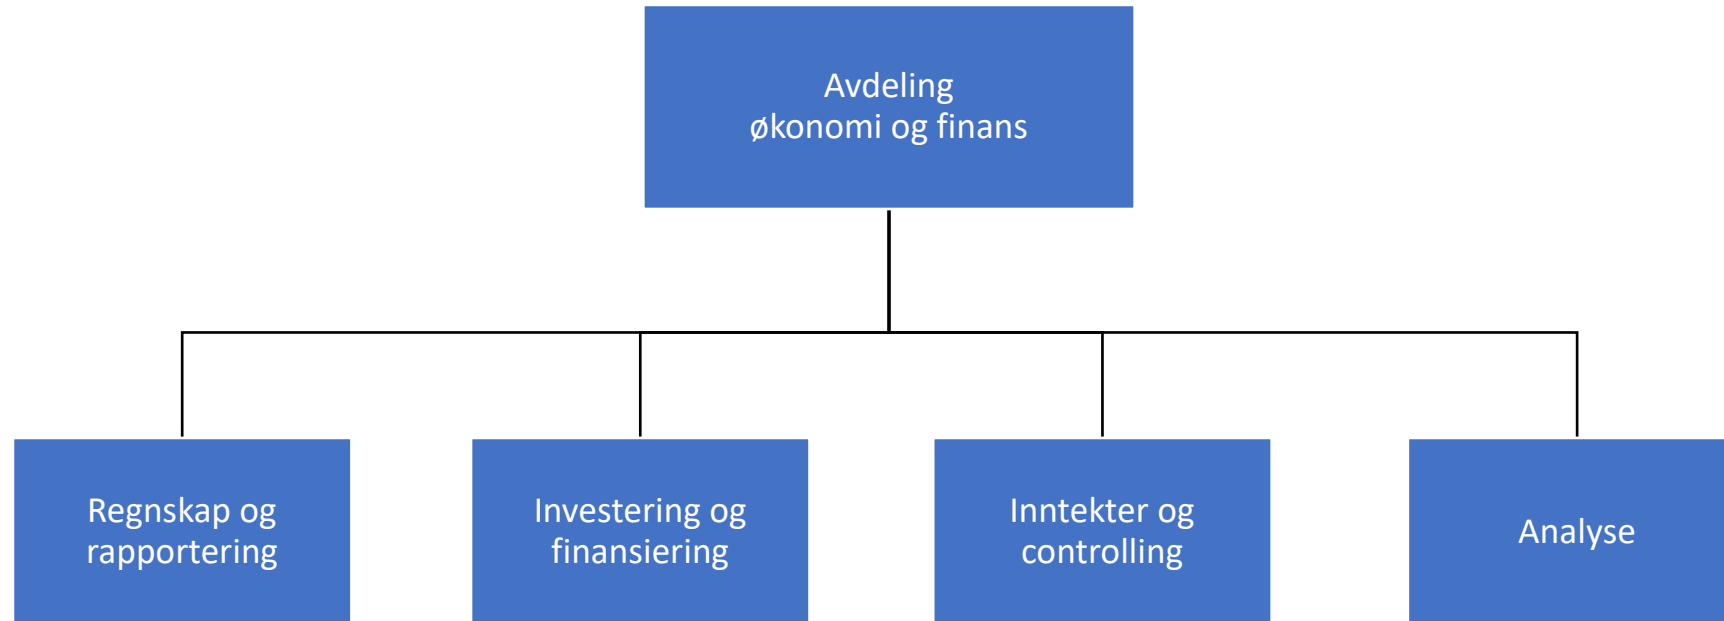 Avdeling
økonomi og finans
Regnskap og
rapportering
Investering og
finansiering
Inntekter og
controlling
Analyse